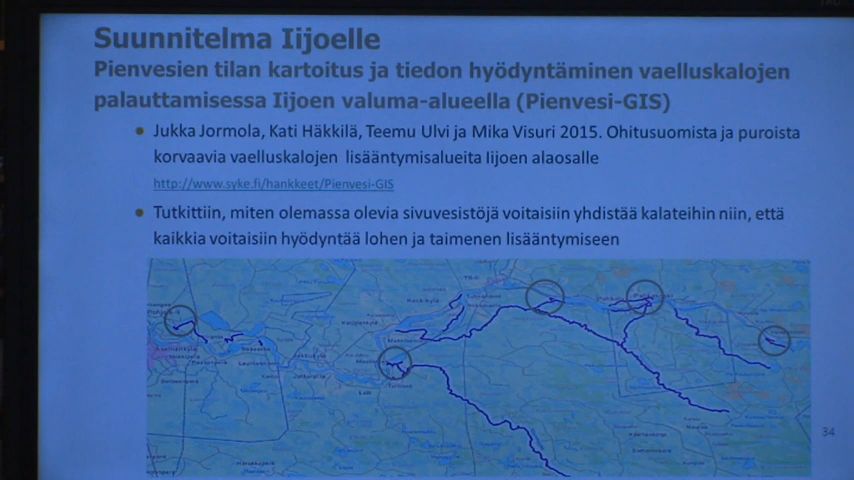 Suunnitelma Iijoelle
Pienvesien tilan kartoitus ja tiedon hyödyntäminen vaelluskalojen
palauttamisessa Iijoen valuma-alueella (Pienvesi-GIS)
● Jukka Jormola, Kati Häkkilä, Teemu Ulvi ja Mika Visuri 2015. Ohitusuomista ja puroista
korvaavia vaelluskalojen lisääntymisalueita Iijoen alaosalle
http://www.syke.fi/hankkeet/Pienvesi-GIS
● Tutkittiin, miten olemassa olevia sivuvesistöjä voitaisiin yhdistää kalateihin niin, että
kaikkia voitaisiin hyödyntää lohen ja taimenen lisääntymiseen
34